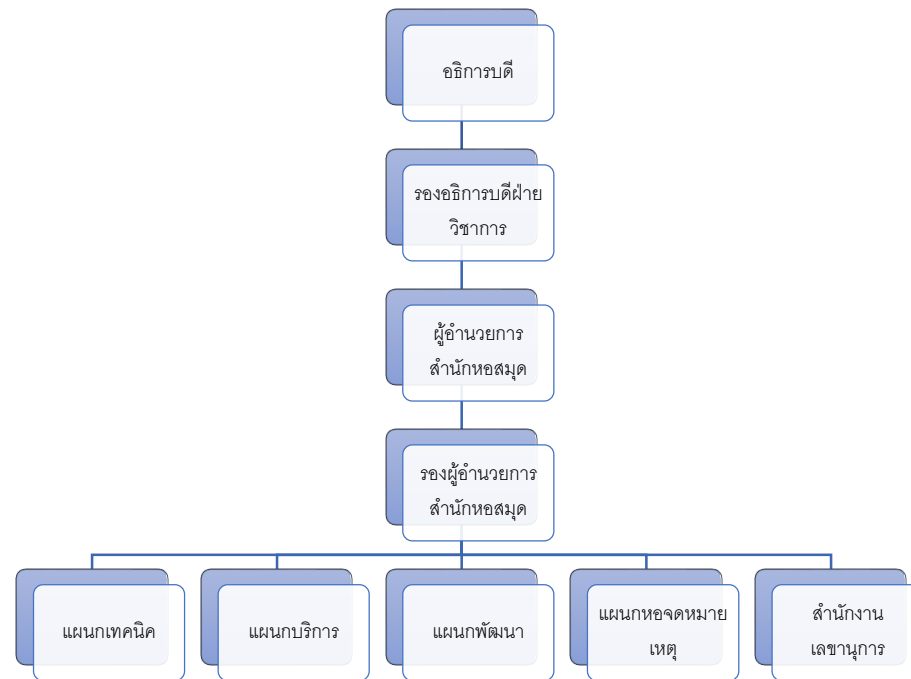 อธิการบดี
รองอธิการบดีฝ่าย
วิชาการ
ผู้อำนวยการ
สำนักหอสมุด
รองผู้อำนวยการ
สำนักหอสมุด
แผนกเทคนิค
แผนกบริการ
แผนกพัฒนา
แผนกหอจดหมาย
เหตุ
สำนักงาน
เลขานุการ